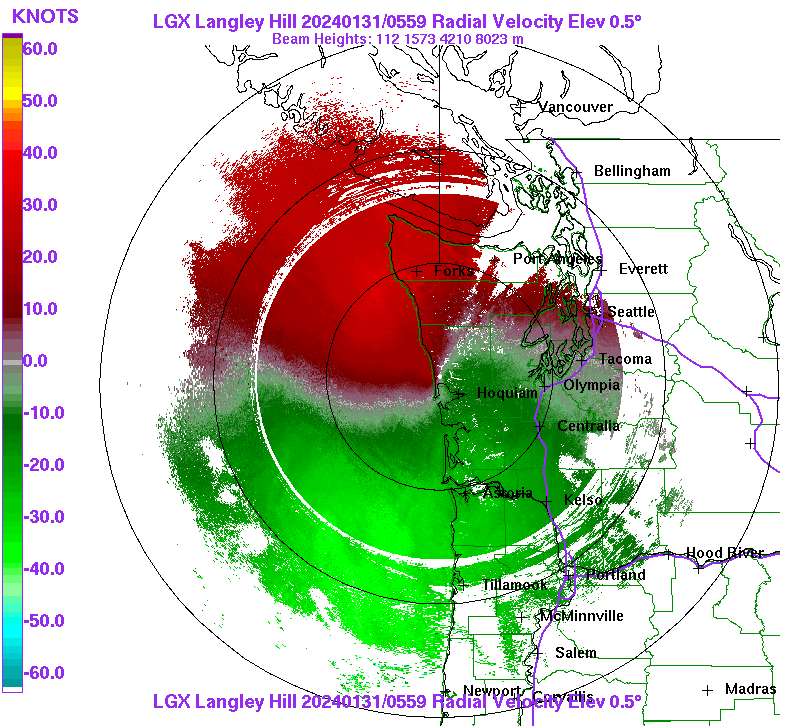 KNOTS
LGX Langley Hill 20240131/0559 Radial Velocity Elev 0.5°
Beam Heights: 112 1573 4210 8023 m
60.0
50.0
40.0
30.0
20.0
10.0
0.0
-10.0
-20.0
-30.0
-40.0
-50.0
-60.0
Vancouver
Bellingham
Port Angeles
Forks
Everett
Seattle
Tacoma
Hoquiam
Olympia
Centralia
Astoria
Kelso
Hood River
Tillamook
Portland
McMinnville
Salem
Newport
Corvallis
Madras
LGX Langley Hill 20240131/0559 Radial Velocity Elev 0.5°